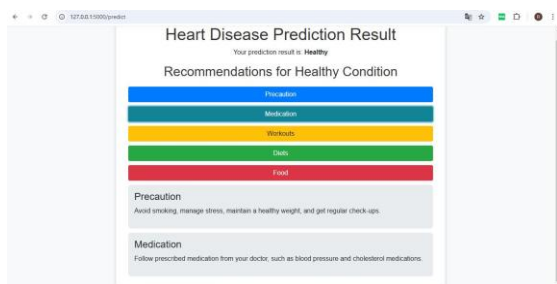 127.0.0.1:5000/predict
Heart Disease Prediction Result
Your prediction result is: Healthy
Recommendations for Healthy Condition
Precaution
Medication
Workouts
Diets
Food
Precaution
Avoid smoking, manage stress, maintain a healthy weight, and get regular check-ups.
Medication
Follow prescribed medication from your doctor, such as blood pressure and cholesterol medications.